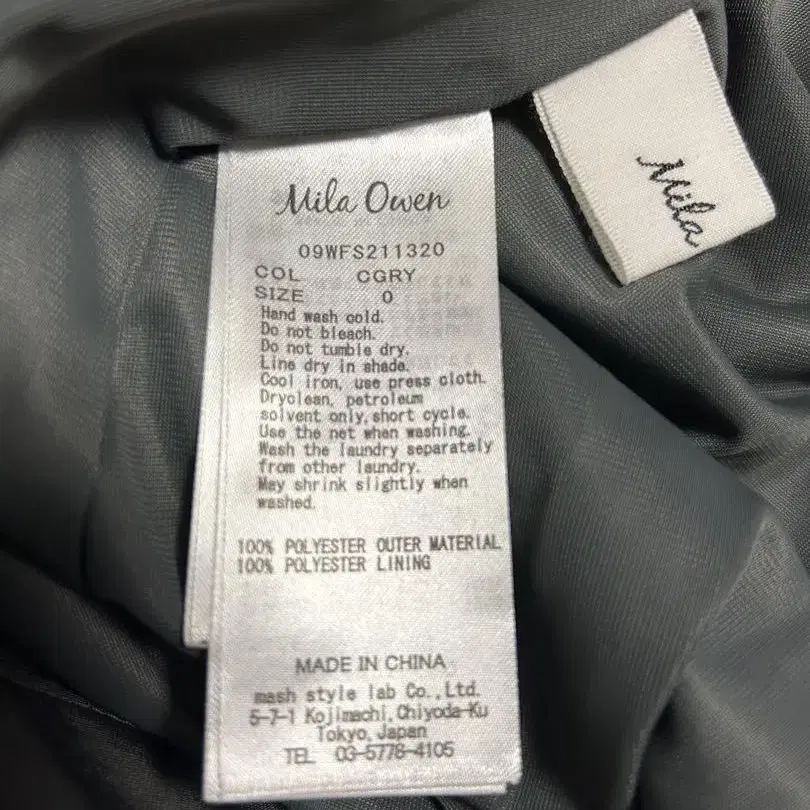 Mila Owen
09WFS211320
COL CGRY
SIZE 0
Hand wash cold.
Do not bleach.
Do not tumble dry.
Line dry in shade.
Cool iron, use press cloth.
Dryclean, petroleum
solvent only, short cycle.
Use the net when washing.
Wash the laundry separately
from other laundry.
May shrink slightly when
washed.
100% POLYESTER OUTER MATERIAL
100% POLYESTER LINING
MADE IN CHINA
mash style lab Co.,Ltd.
5-7-1 Kojimachi,Chiyoda-Ku
Tokyo,Japan
TEL 03-5778-4105
Mila